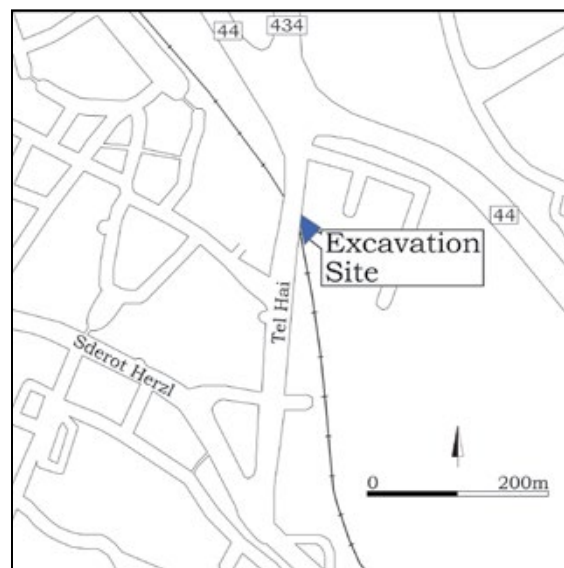 44
434
44
Excavation
Site
Tel Hai
Sderot Herzl
0 200m